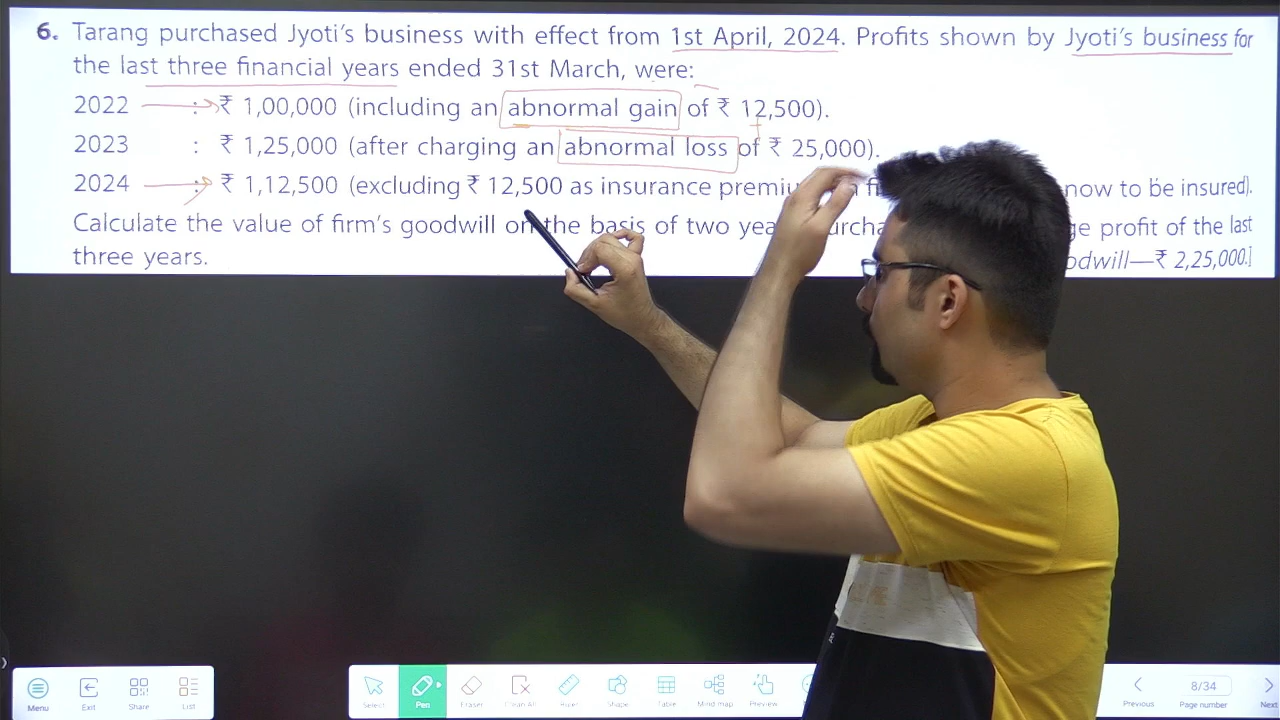 6. Tarang purchased Jyoti's business with effect from 1st April, 2024. Profits shown by Jyoti's business for
the last three financial years ended 31st March, were:
2022 : ₹ 1,00,000 (including an abnormal gain of ₹ 12,500).
2023 : ₹ 1,25,000 (after charging an abnormal loss of ₹ 25,000).
2024 : ₹ 1,12,500 (excluding ₹ 12,500 as insurance now to be insured).
Calculate the value of firm's goodwill on the basis of two profit of the last
three years. ₹ 2,25,000.]
Menu Exit Share List Select Pen Eraser Clean All Ruler Shape Table Mind map Preview Previous 8/34 Page number Next